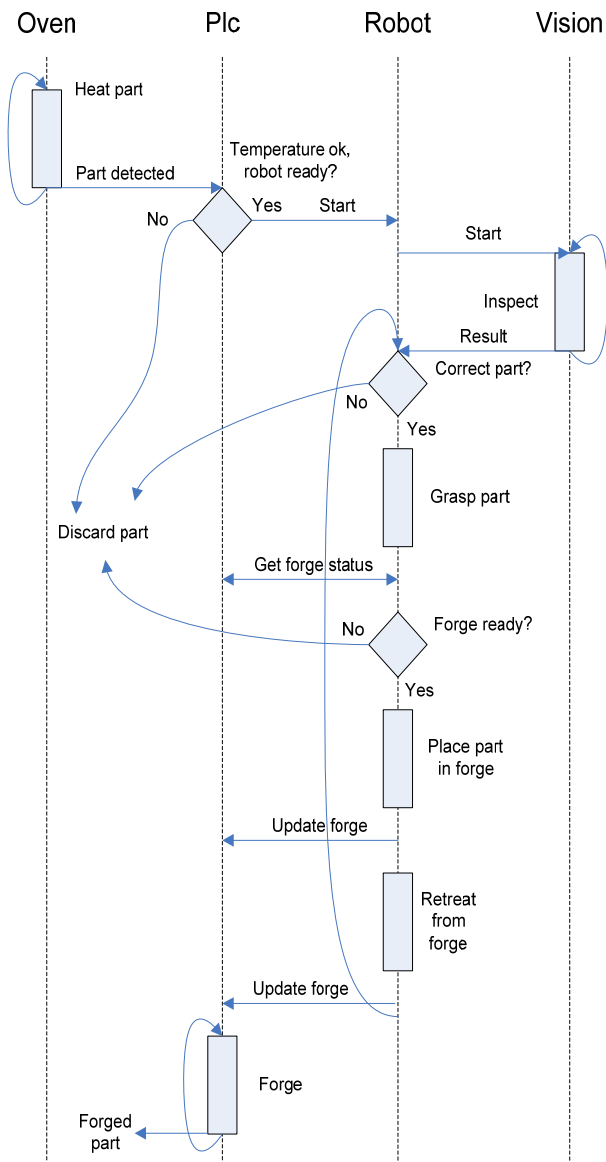 Oven
Plc
Robot
Vision
Heat part
Part detected
Temperature ok,
robot ready?
No
Yes
Start
Start
Inspect
Result
Correct part?
No
Yes
Grasp part
Discard part
Get forge status
No
Forge ready?
Yes
Place part
in forge
Update forge
Retreat
from
forge
Update forge
Forge
Forged
part